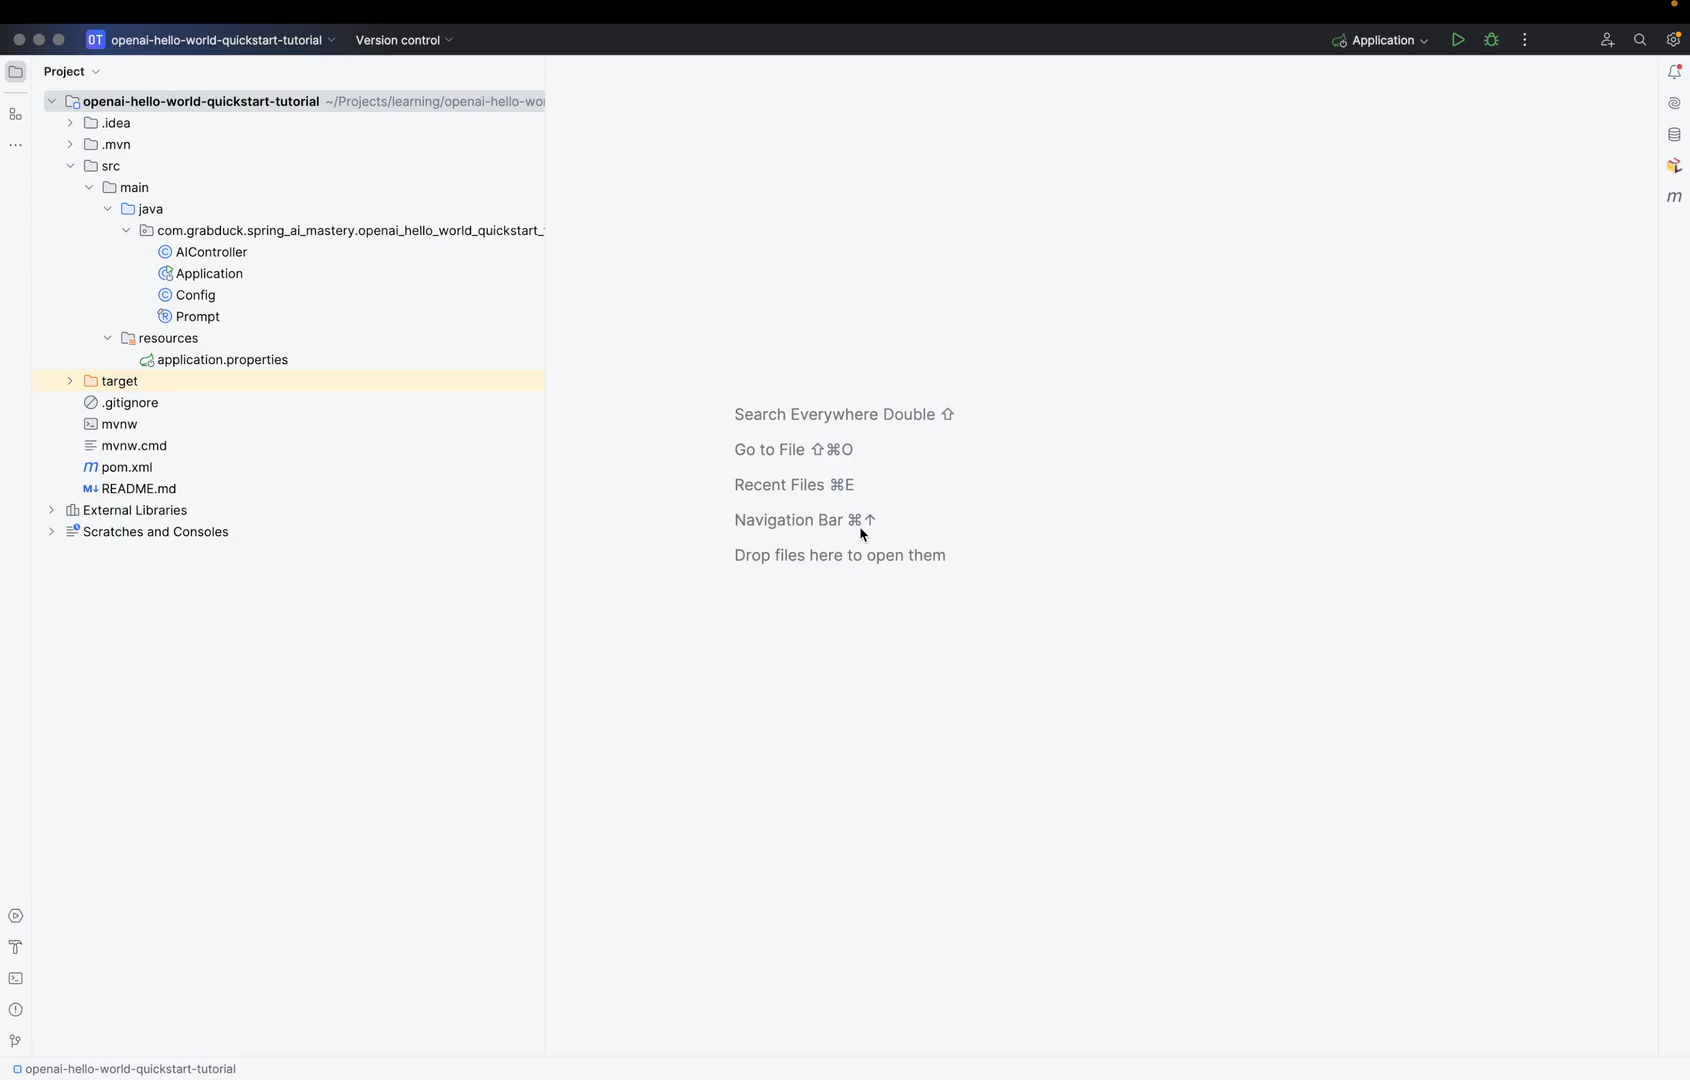 OT openai-hello-world-quickstart-tutorial Version control Application
Project
openai-hello-world-quickstart-tutorial ~/Projects/learning/openai-hello-wor
.idea
.mvn
src
main
java
com.grabduck.spring_ai_mastery.openai_hello_world_quickstart_
AIController
Application
Config
Prompt
resources
application.properties
target
.gitignore
mvnw
mvnw.cmd
pom.xml
README.md
External Libraries
Scratches and Consoles
Search Everywhere Double ⇧
Go to File ⇧⌘O
Recent Files ⌘E
Navigation Bar ⌘↑
Drop files here to open them
openai-hello-world-quickstart-tutorial